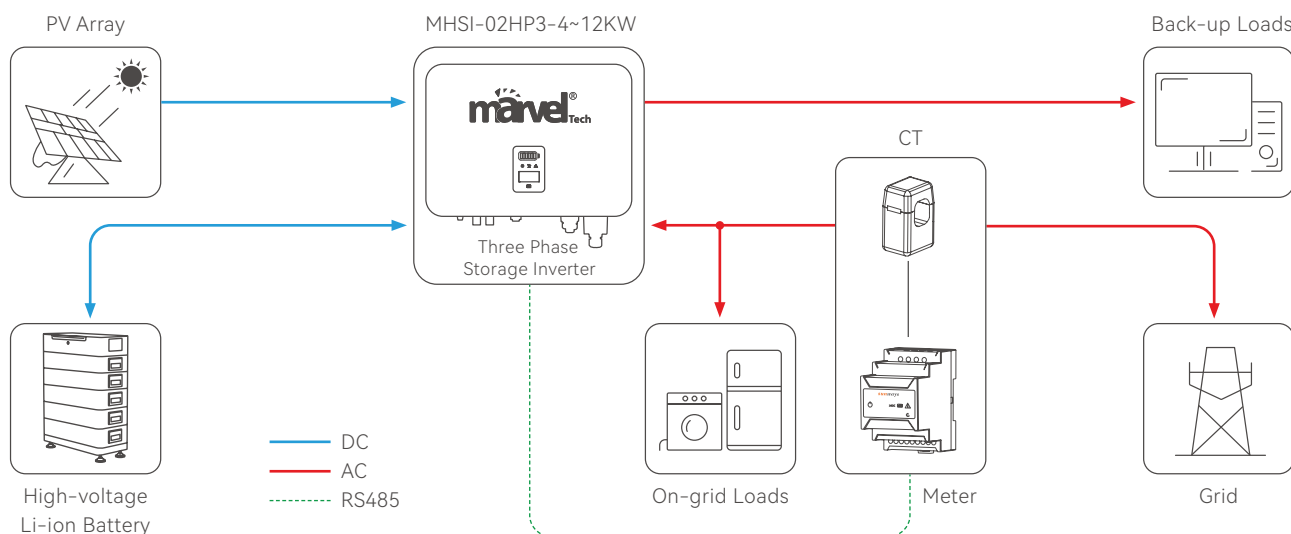 PV Array
MHSI-02HP3-4~12KW
Back-up Loads
marvel®
Tech
CT
Three Phase
Storage Inverter
DC
AC
RS485
High-voltage
Li-ion Battery
On-grid Loads
Meter
Grid